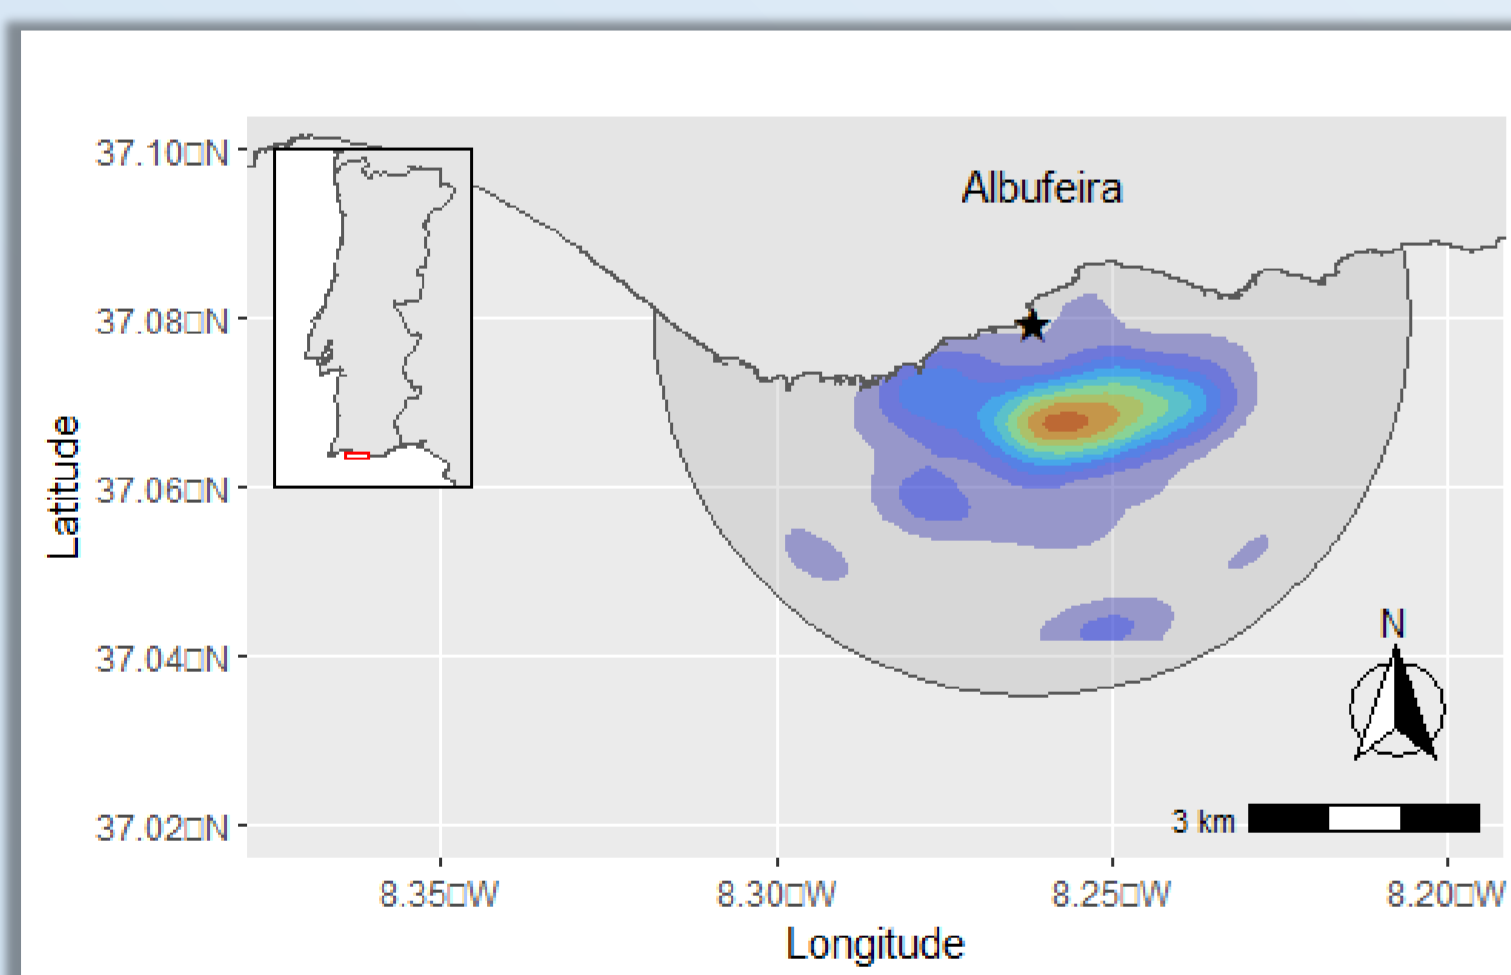 Albufeira
37.10□N
37.08□N
37.06□N
37.04□N
37.02□N
Latitude
N
3 km
8.35□W
8.30□W
8.25□W
8.20□W
Longitude